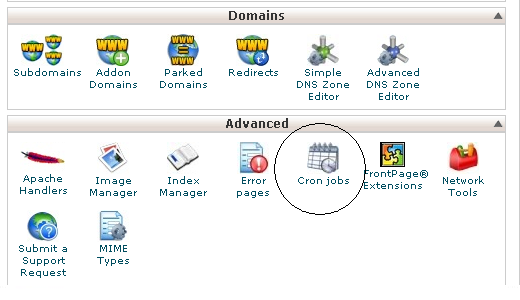 Domains
Subdomains
Addon
Domains
Parked
Domains
Redirects
Simple
DNS Zone
Editor
Advanced
DNS Zone
Editor
Advanced
Apache
Handlers
Image
Manager
Index
Manager
Error
pages
Cron jobs
FrontPage®
Extensions
Network
Tools
Submit a
Support
Request
MIME
Types